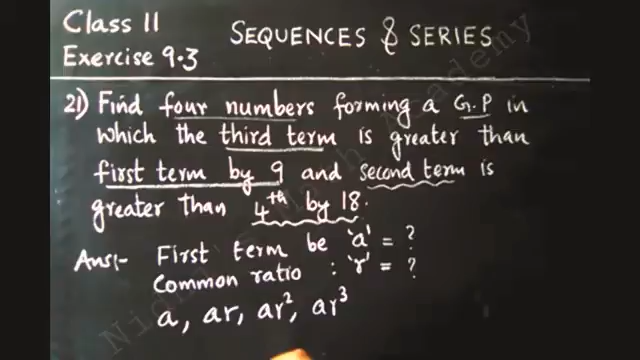 Class 11
SEQUENCES & SERIES
Exercise 9.3
21) Find four numbers forming a G.P in
which the third term is greater than
first term by 9 and second term is
greater than 4th by 18.
Ans:- First term be 'a' = ?
Common ratio : 'r' = ?
a, ar, ar², ar³